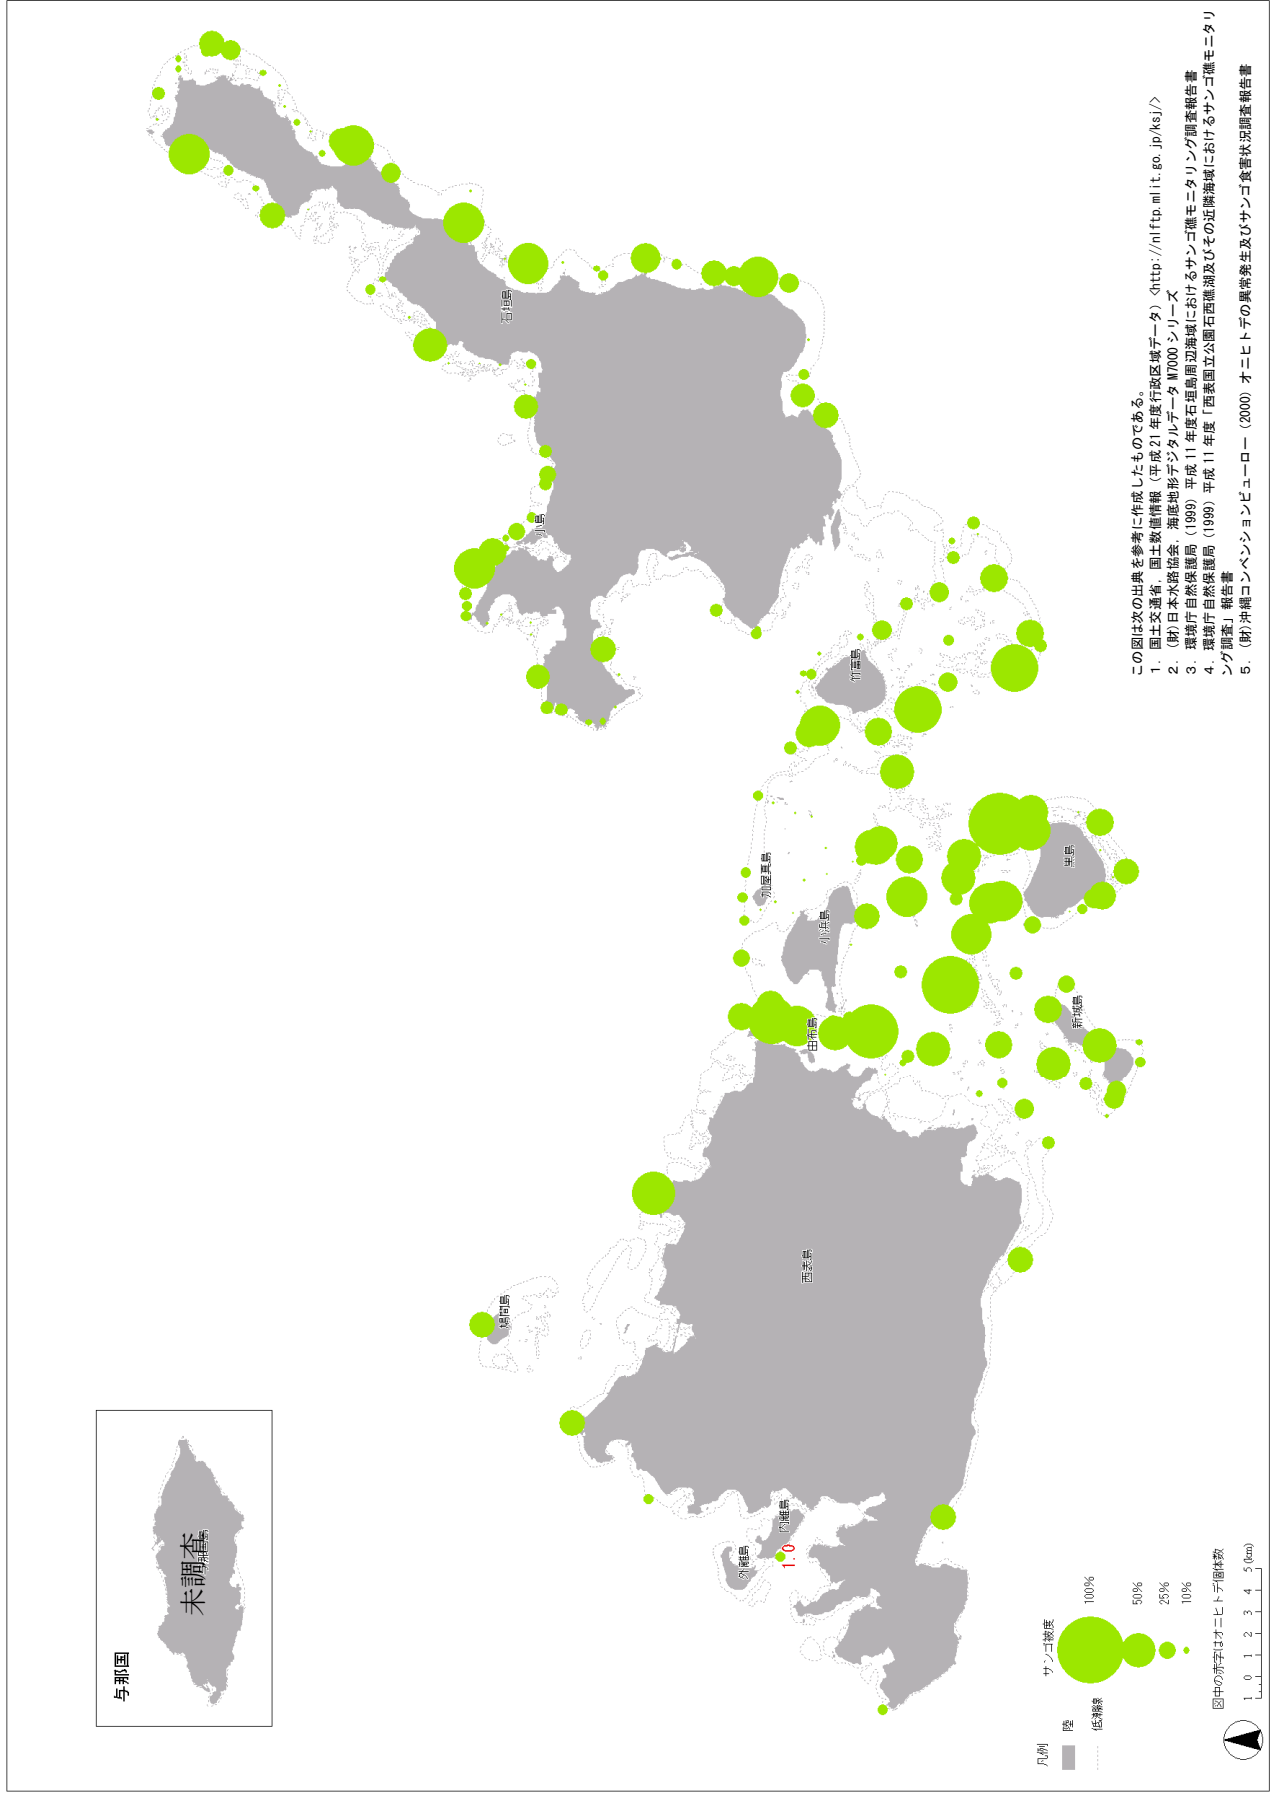 与那国
未調査
与那国島
石垣島
小島
竹富島
加屋真島
小浜島
黒島
由布島
新城島
西表島
鳩間島
内離島
外離島
1.0
この図は次の出典を参考に作成したものである。
1. 国土交通省, 国土数値情報 (平成21年度行政区域データ) <http://nlftp.mlit.go.jp/ksj/>
2. (財)日本水路協会, 海底地形デジタルデータ M7000 シリーズ
3. 環境庁自然保護局 (1999) 平成11年度石垣島周辺海域におけるサンゴ礁モニタリング調査報告書
4. 環境庁自然保護局 (1999) 平成11年度「西表国立公園石西礁湖及びその近隣海域におけるサンゴ礁モニタリ
ング調査」報告書
5. (財)沖縄コンベンションビューロー (2000) オニヒトデの異常発生及びサンゴ食害状況調査報告書
凡例
陸
低潮線
サンゴ被度
100%
50%
25%
10%
図中の赤字はオニヒトデ個体数
1 0 1 2 3 4 5 (km)